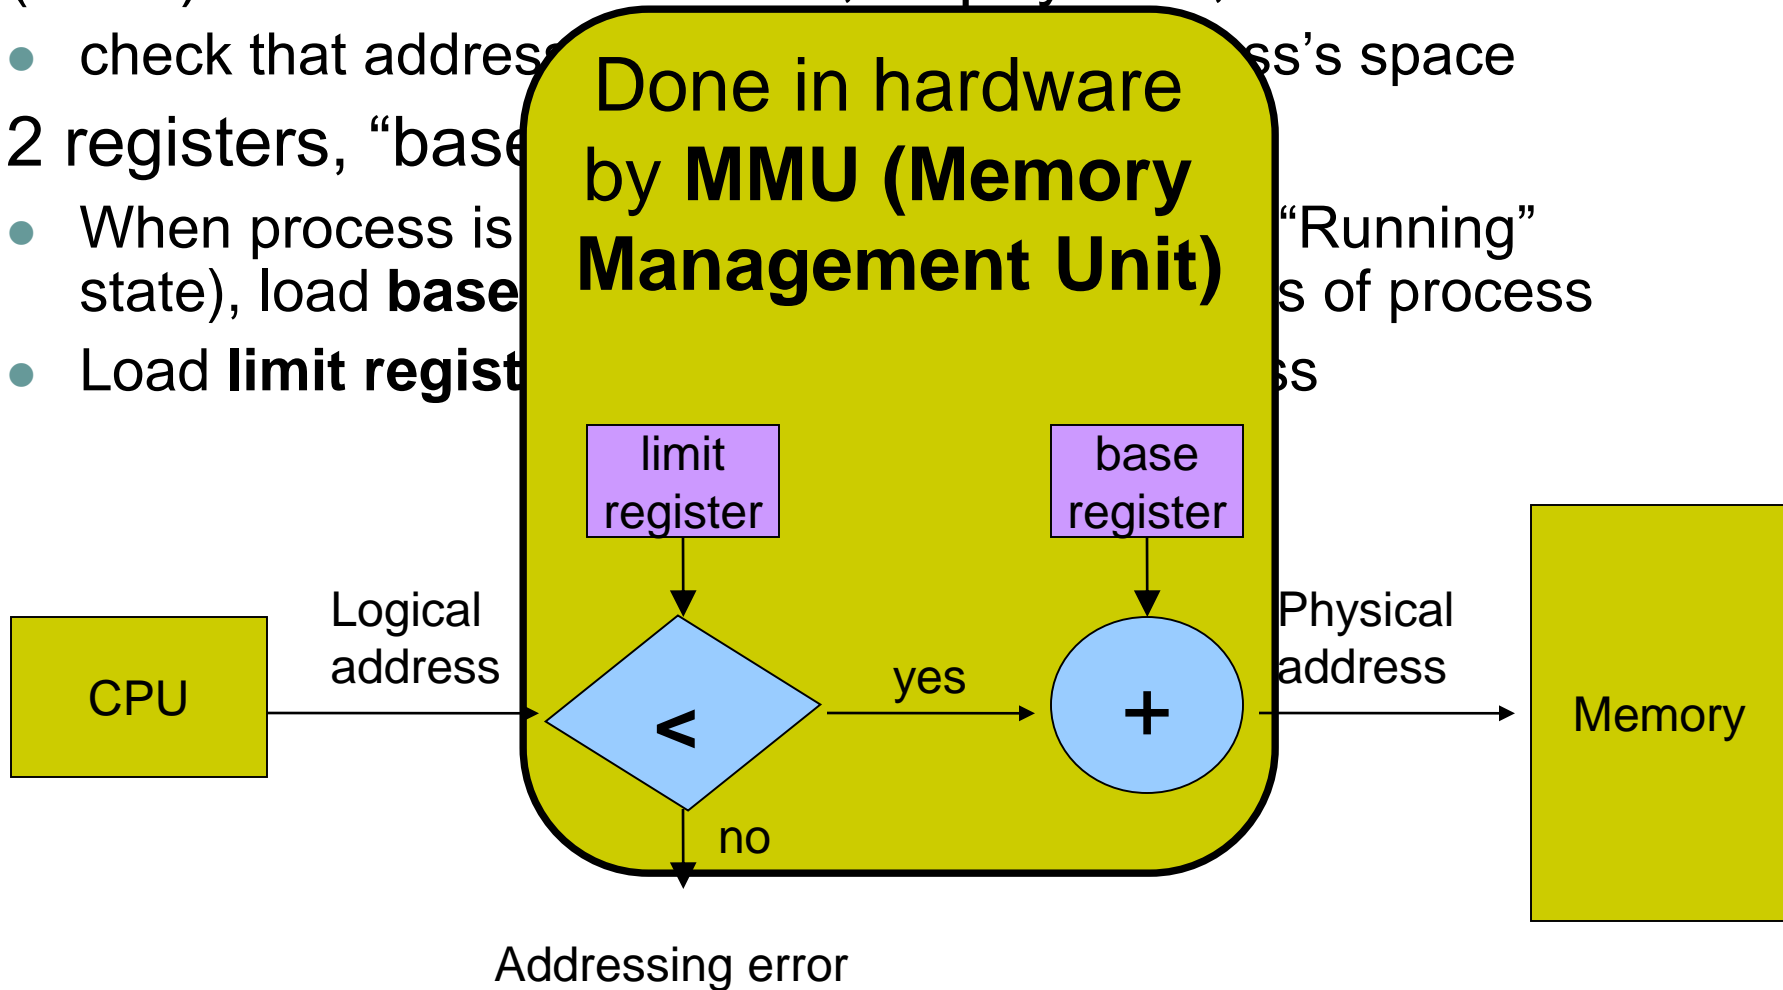 check that
ss's space
2 registers, “base
When process is “Running”
state), load base s of process
Load limit regist ss
Done in hardware
by MMU (Memory
Management Unit)
limit
register
base
register
Logical
address
Physical
address
CPU
<
yes
+
Memory
no
Addressing error